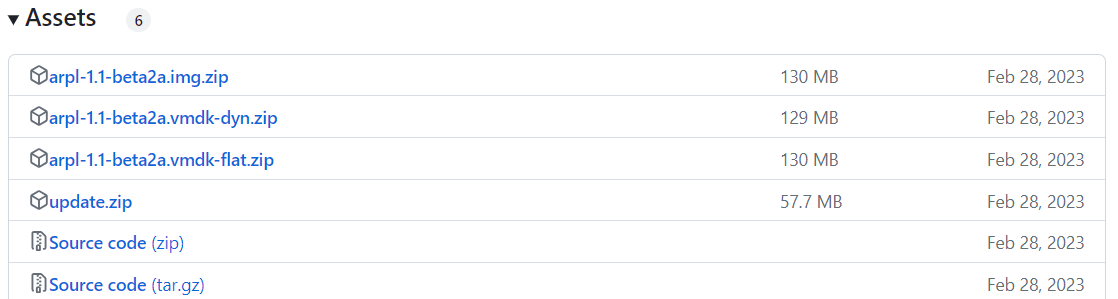 Assets 6
arpl-1.1-beta2a.img.zip 130 MB Feb 28, 2023
arpl-1.1-beta2a.vmdk-dyn.zip 129 MB Feb 28, 2023
arpl-1.1-beta2a.vmdk-flat.zip 130 MB Feb 28, 2023
update.zip 57.7 MB Feb 28, 2023
Source code (zip) Feb 28, 2023
Source code (tar.gz) Feb 28, 2023